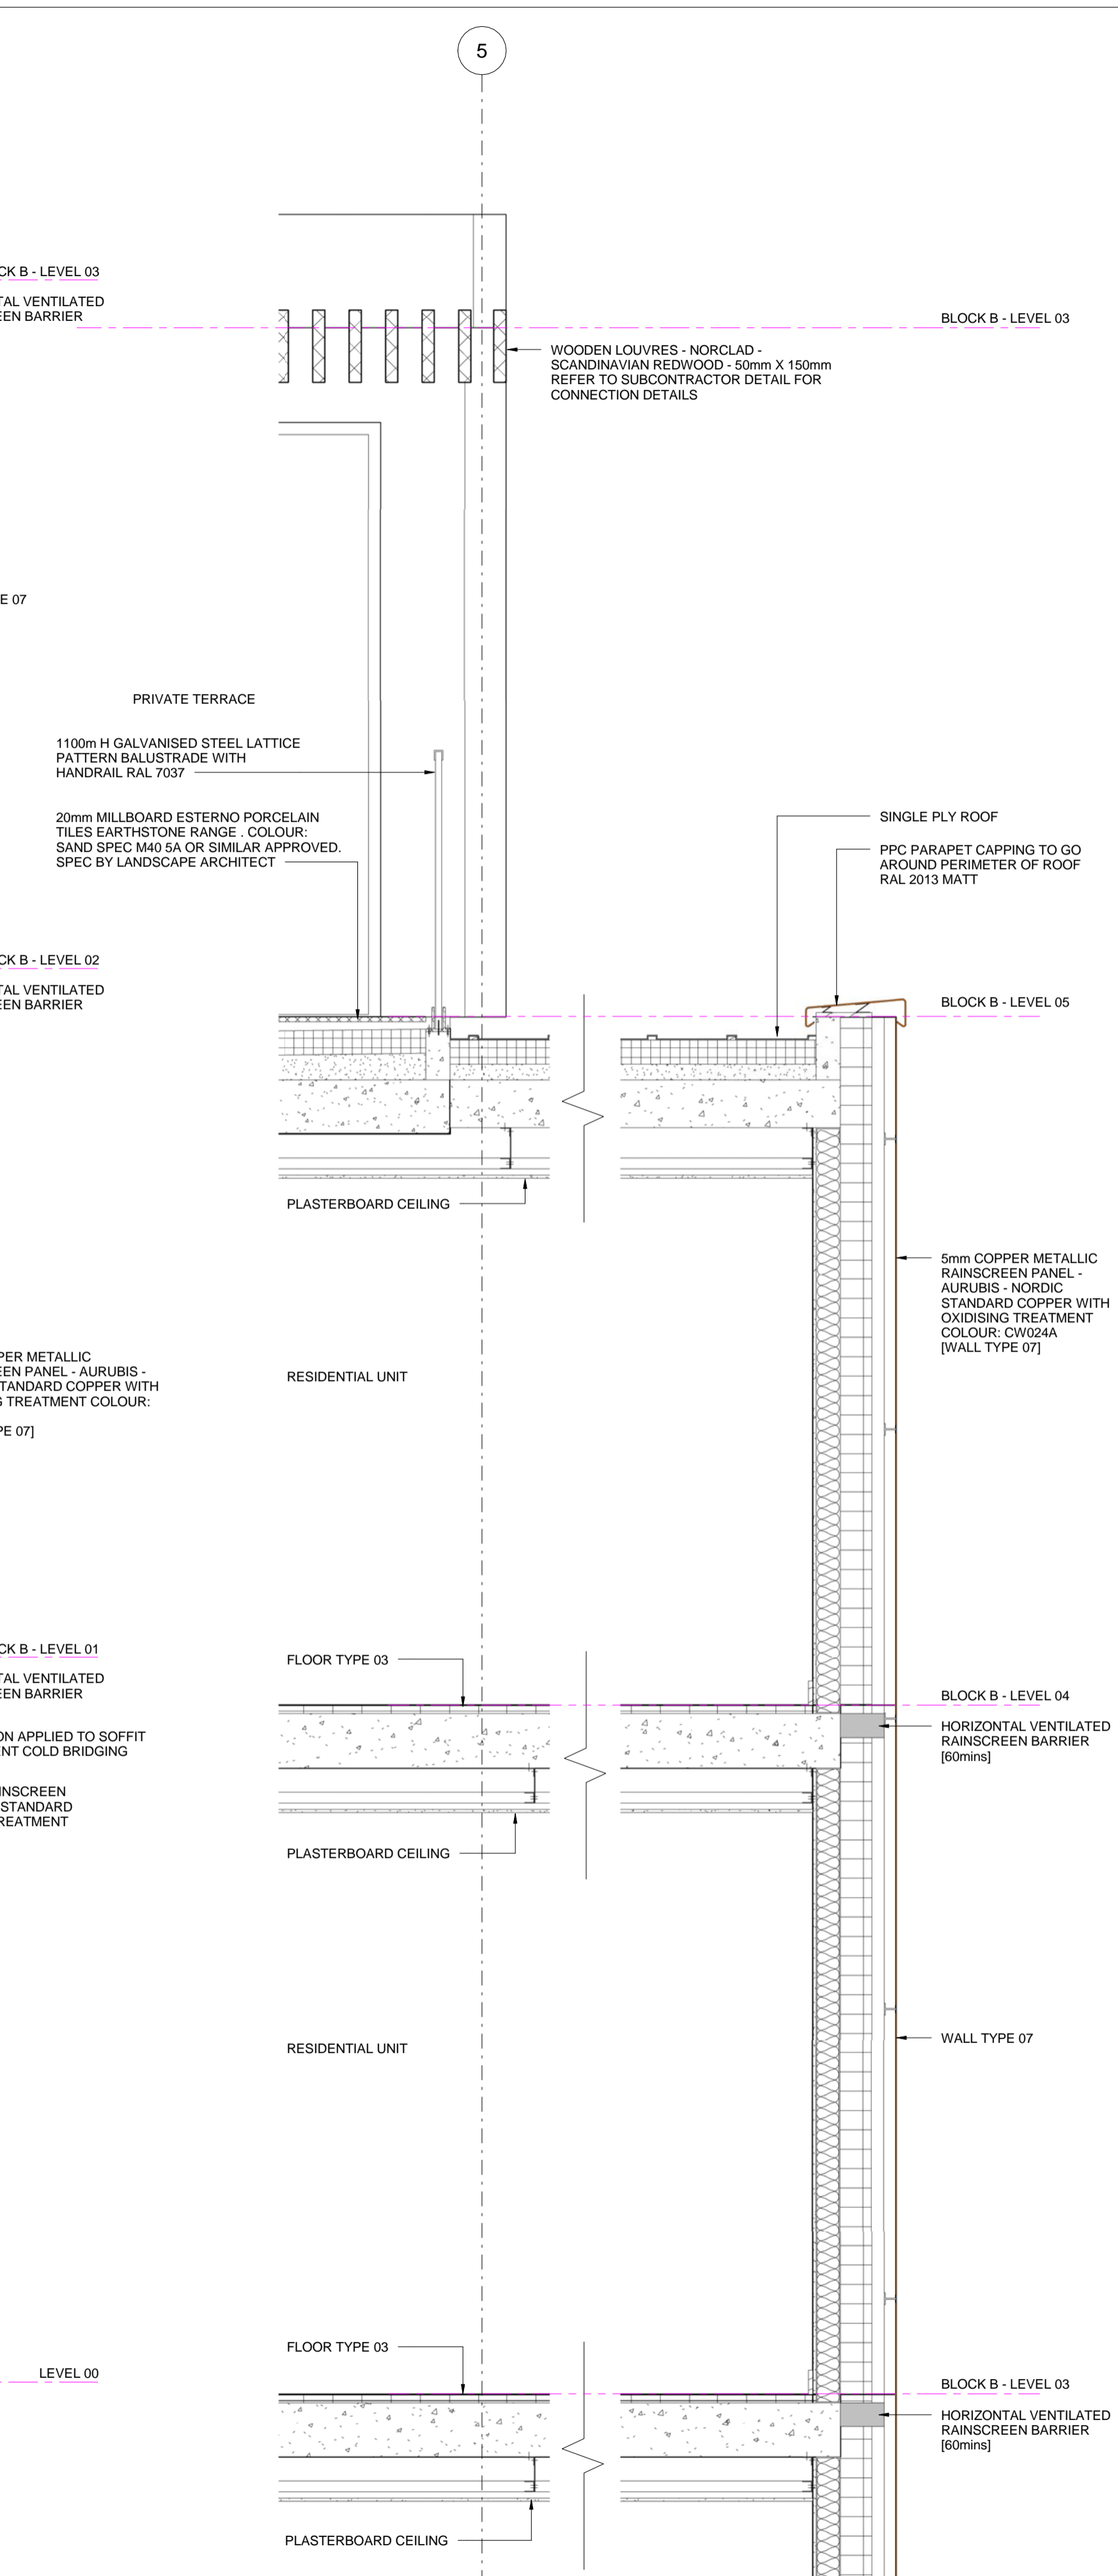 5
CK B - LEVEL 03
TAL VENTILATED
EEN BARRIER
BLOCK B - LEVEL 03
WOODEN LOUVRES - NORCLAD -
SCANDINAVIAN REDWOOD - 50mm X 150mm
REFER TO SUBCONTRACTOR DETAIL FOR
CONNECTION DETAILS
E 07
PRIVATE TERRACE
1100m H GALVANISED STEEL LATTICE
PATTERN BALUSTRADE WITH
HANDRAIL RAL 7037
20mm MILLBOARD ESTERNO PORCELAIN
TILES EARTHSTONE RANGE . COLOUR:
SAND SPEC M40 5A OR SIMILAR APPROVED.
SPEC BY LANDSCAPE ARCHITECT
SINGLE PLY ROOF
PPC PARAPET CAPPING TO GO
AROUND PERIMETER OF ROOF
RAL 2013 MATT
CK B - LEVEL 02
TAL VENTILATED
EEN BARRIER
BLOCK B - LEVEL 05
PLASTERBOARD CEILING
5mm COPPER METALLIC
RAINSCREEN PANEL -
AURUBIS - NORDIC
STANDARD COPPER WITH
OXIDISING TREATMENT
COLOUR: CW024A
[WALL TYPE 07]
PER METALLIC
EEN PANEL - AURUBIS -
TANDARD COPPER WITH
G TREATMENT COLOUR:
PE 07]
RESIDENTIAL UNIT
CK B - LEVEL 01
TAL VENTILATED
EEN BARRIER
ON APPLIED TO SOFFIT
ENT COLD BRIDGING
INSCREEN
STANDARD
REATMENT
FLOOR TYPE 03
BLOCK B - LEVEL 04
HORIZONTAL VENTILATED
RAINSCREEN BARRIER
[60mins]
PLASTERBOARD CEILING
RESIDENTIAL UNIT
WALL TYPE 07
LEVEL 00
FLOOR TYPE 03
BLOCK B - LEVEL 03
HORIZONTAL VENTILATED
RAINSCREEN BARRIER
[60mins]
PLASTERBOARD CEILING